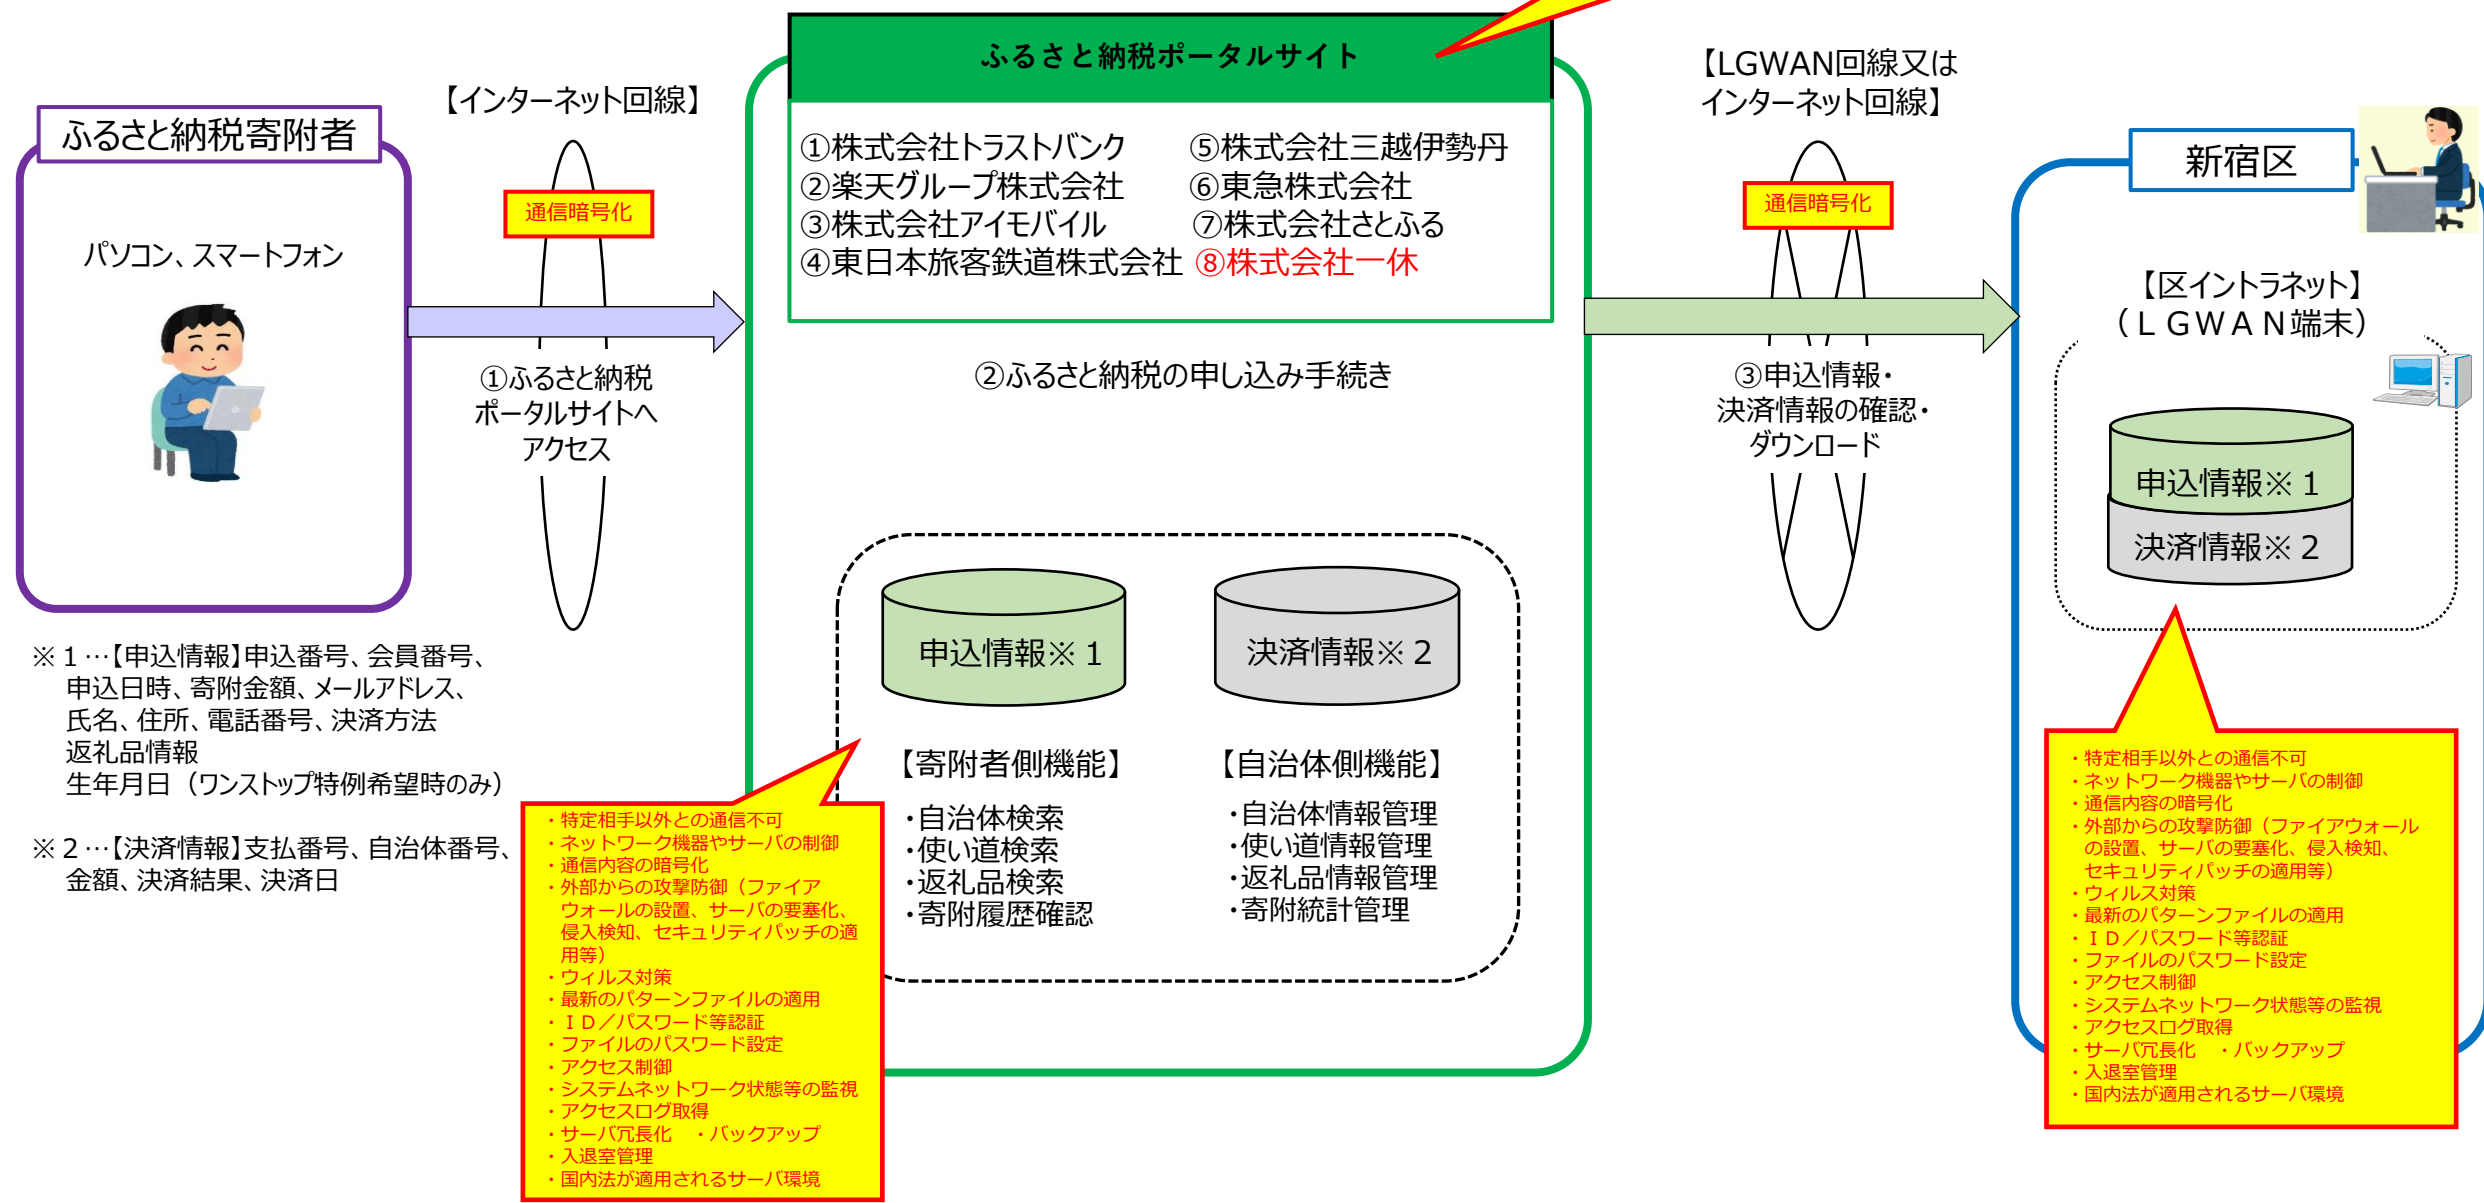 ふるさと納税寄附者
パソコン、スマートフォン
【インターネット回線】
通信暗号化
①ふるさと納税
ポータルサイトへ
アクセス
ふるさと納税ポータルサイト
①株式会社トラストバンク
②楽天グループ株式会社
③株式会社アイモバイル
④東日本旅客鉄道株式会社
⑤株式会社三越伊勢丹
⑥東急株式会社
⑦株式会社さとふる
⑧株式会社一休
②ふるさと納税の申し込み手続き
申込情報※１
決済情報※２
【寄附者側機能】
・自治体検索
・使い道検索
・返礼品検索
・寄附履歴確認
【自治体側機能】
・自治体情報管理
・使い道情報管理
・返礼品情報管理
・寄附統計管理
【LGWAN回線又は
インターネット回線】
通信暗号化
③申込情報・
決済情報の確認・
ダウンロード
新宿区
【区イントラネット】
（ＬＧＷＡＮ端末）
申込情報※１
決済情報※２
※１…【申込情報】申込番号、会員番号、
申込日時、寄附金額、メールアドレス、
氏名、住所、電話番号、決済方法
返礼品情報
生年月日（ワンストップ特例希望時のみ）
※２…【決済情報】支払番号、自治体番号、
金額、決済結果、決済日
・特定相手以外との通信不可
・ネットワーク機器やサーバの制御
・通信内容の暗号化
・外部からの攻撃防御（ファイア
ウォールの設置、サーバの要塞化、
侵入検知、セキュリティパッチの適
用等）
・ウィルス対策
・最新のパターンファイルの適用
・ＩＤ／パスワード等認証
・ファイルのパスワード設定
・アクセス制御
・システムネットワーク状態等の監視
・アクセスログ取得
・サーバ冗長化　・バックアップ
・入退室管理
・国内法が適用されるサーバ環境
・特定相手以外との通信不可
・ネットワーク機器やサーバの制御
・通信内容の暗号化
・外部からの攻撃防御（ファイアウォール
の設置、サーバの要塞化、侵入検知、
セキュリティパッチの適用等）
・ウィルス対策
・最新のパターンファイルの適用
・ＩＤ／パスワード等認証
・ファイルのパスワード設定
・アクセス制御
・システムネットワーク状態等の監視
・アクセスログ取得
・サーバ冗長化　・バックアップ
・入退室管理
・国内法が適用されるサーバ環境